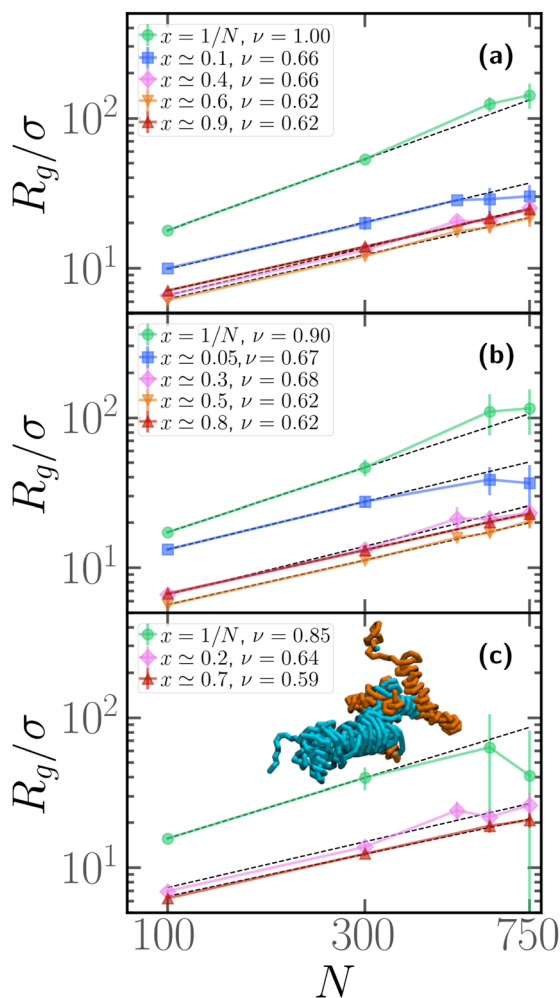 x = 1/N, ν = 1.00
x ≃ 0.1, ν = 0.66
x ≃ 0.4, ν = 0.66
x ≃ 0.6, ν = 0.62
x ≃ 0.9, ν = 0.62
(a)
10²
10¹
R_g/σ
x = 1/N, ν = 0.90
x ≃ 0.05, ν = 0.67
x ≃ 0.3, ν = 0.68
x ≃ 0.5, ν = 0.62
x ≃ 0.8, ν = 0.62
(b)
10²
10¹
R_g/σ
x = 1/N, ν = 0.85
x ≃ 0.2, ν = 0.64
x ≃ 0.7, ν = 0.59
(c)
10²
10¹
R_g/σ
100 300 750
N